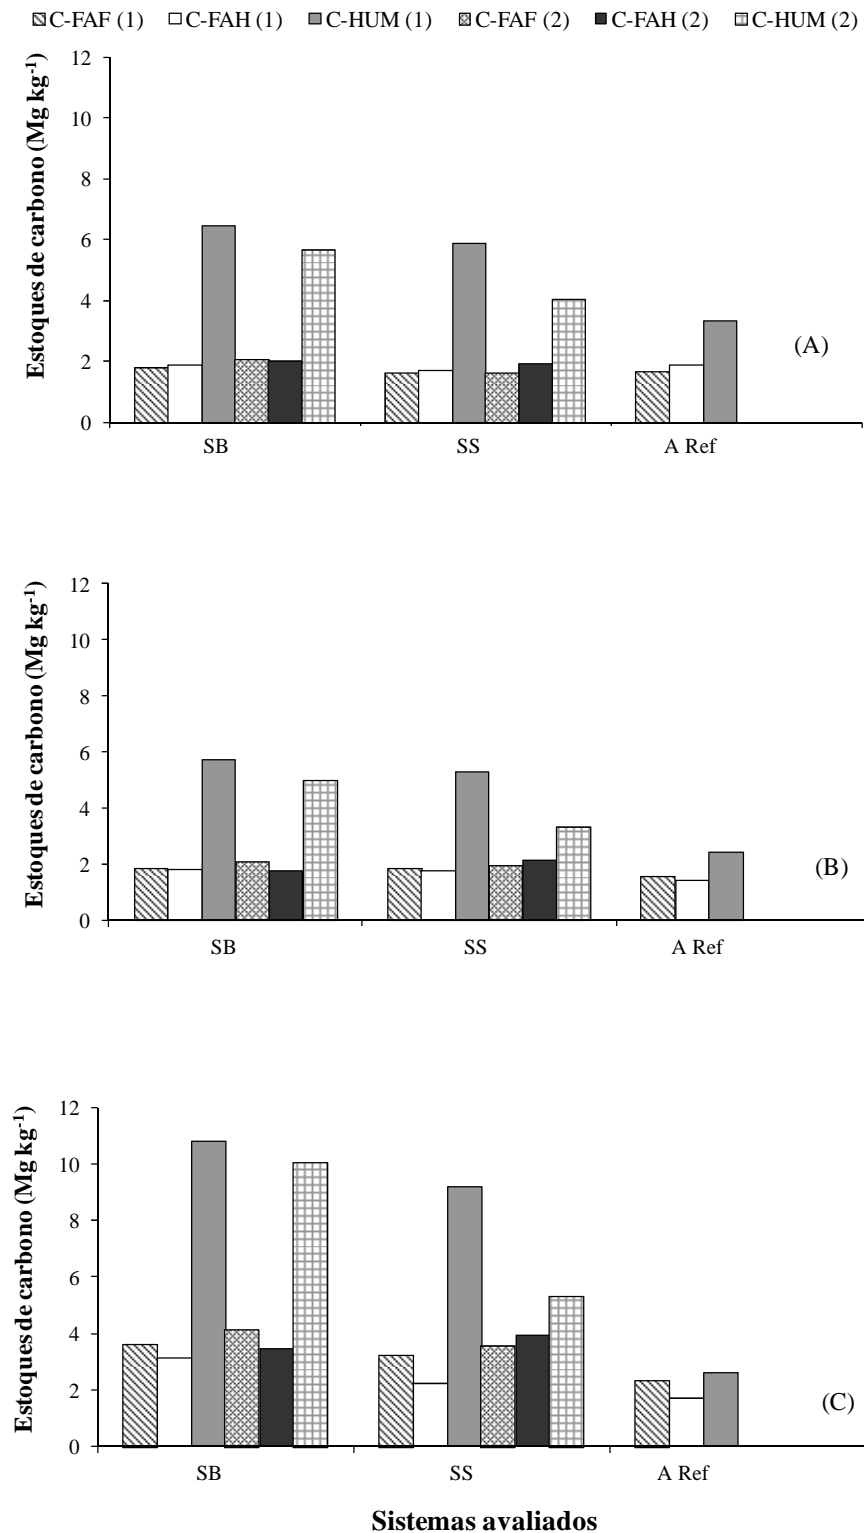 C-FAF (1) C-FAH (1) C-HUM (1) C-FAF (2) C-FAH (2) C-HUM (2)
Estoques de carbono (Mg kg-1)
12
10
8
6
4
2
0
SB SS A Ref
(A)
Estoques de carbono (Mg kg-1)
12
10
8
6
4
2
0
SB SS A Ref
(B)
Estoques de carbono (Mg kg-1)
12
10
8
6
4
2
0
SB SS A Ref
(C)
Sistemas avaliados